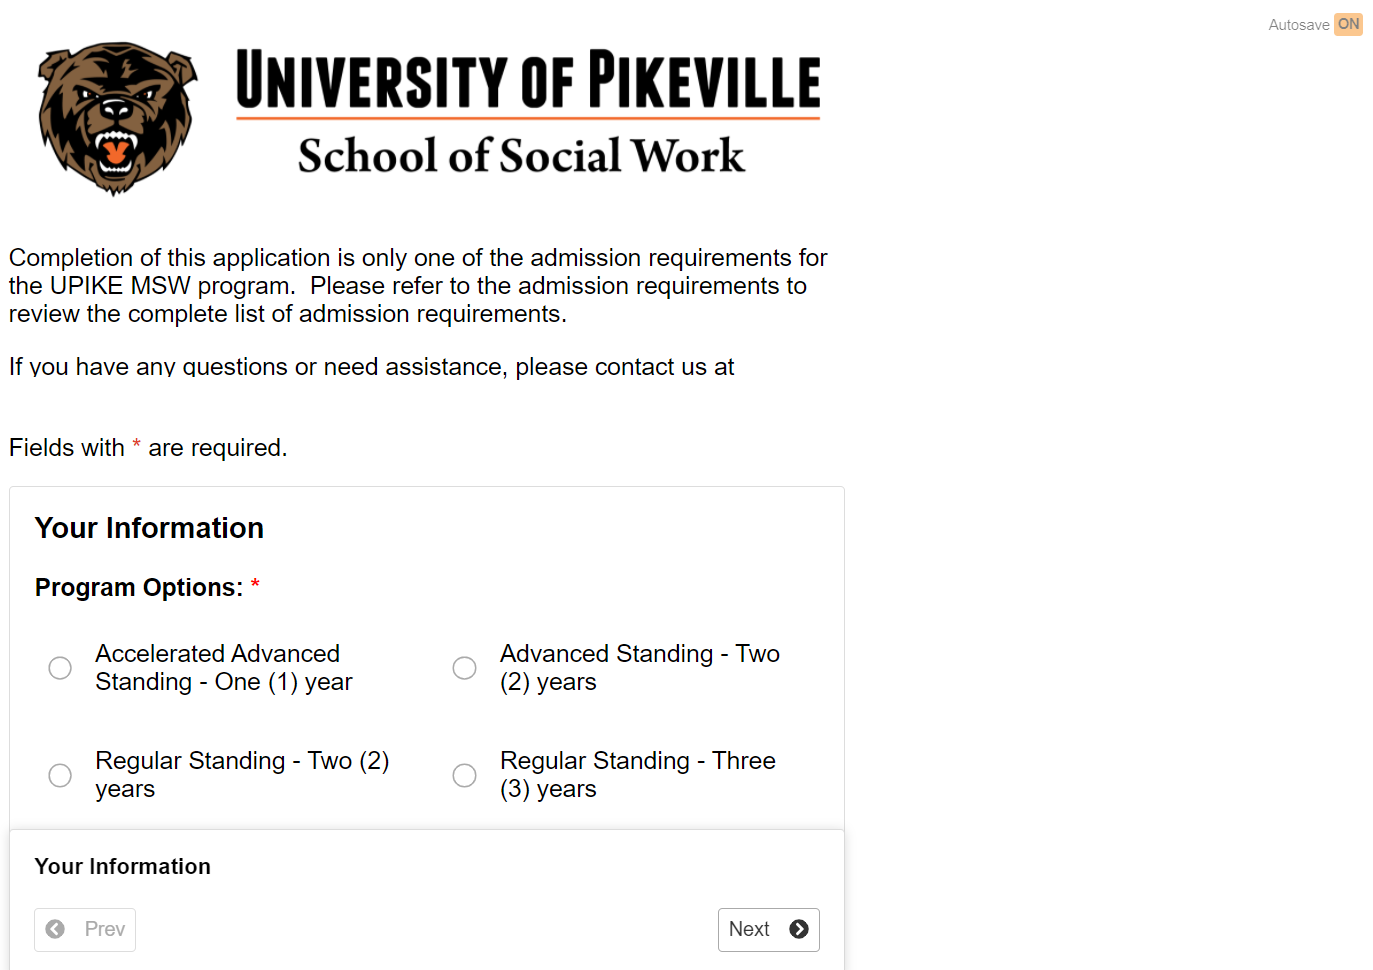 Autosave ON
UNIVERSITY OF PIKEVILLE
School of Social Work
Completion of this application is only one of the admission requirements for
the UPIKE MSW program.  Please refer to the admission requirements to
review the complete list of admission requirements.
If you have any questions or need assistance, please contact us at
Fields with * are required.
Your Information
Program Options: *
Accelerated Advanced
Standing - One (1) year
Advanced Standing - Two
(2) years
Regular Standing - Two (2)
years
Regular Standing - Three
(3) years
Your Information
Prev
Next